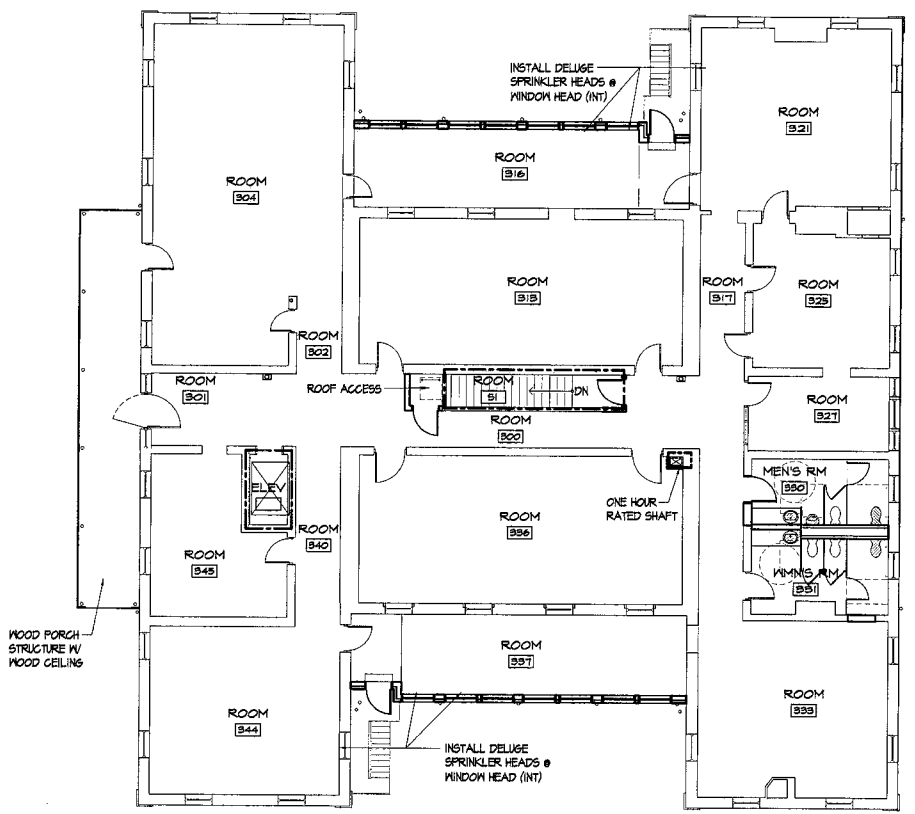 INSTALL DELUGE
SPRINKLER HEADS @
WINDOW HEAD (INT)
ROOM
321
ROOM
316
ROOM
304
ROOM
313
ROOM
317
ROOM
323
ROOM
302
ROOM
301
ROOF ACCESS
ROOM
S1
DN
ROOM
300
ROOM
327
ELEV
MEN'S RM
330
ONE HOUR
RATED SHAFT
ROOM
336
ROOM
340
ROOM
343
WMN'S RM
331
WOOD PORCH
STRUCTURE W/
WOOD CEILING
ROOM
337
ROOM
344
ROOM
333
INSTALL DELUGE
SPRINKLER HEADS @
WINDOW HEAD (INT)